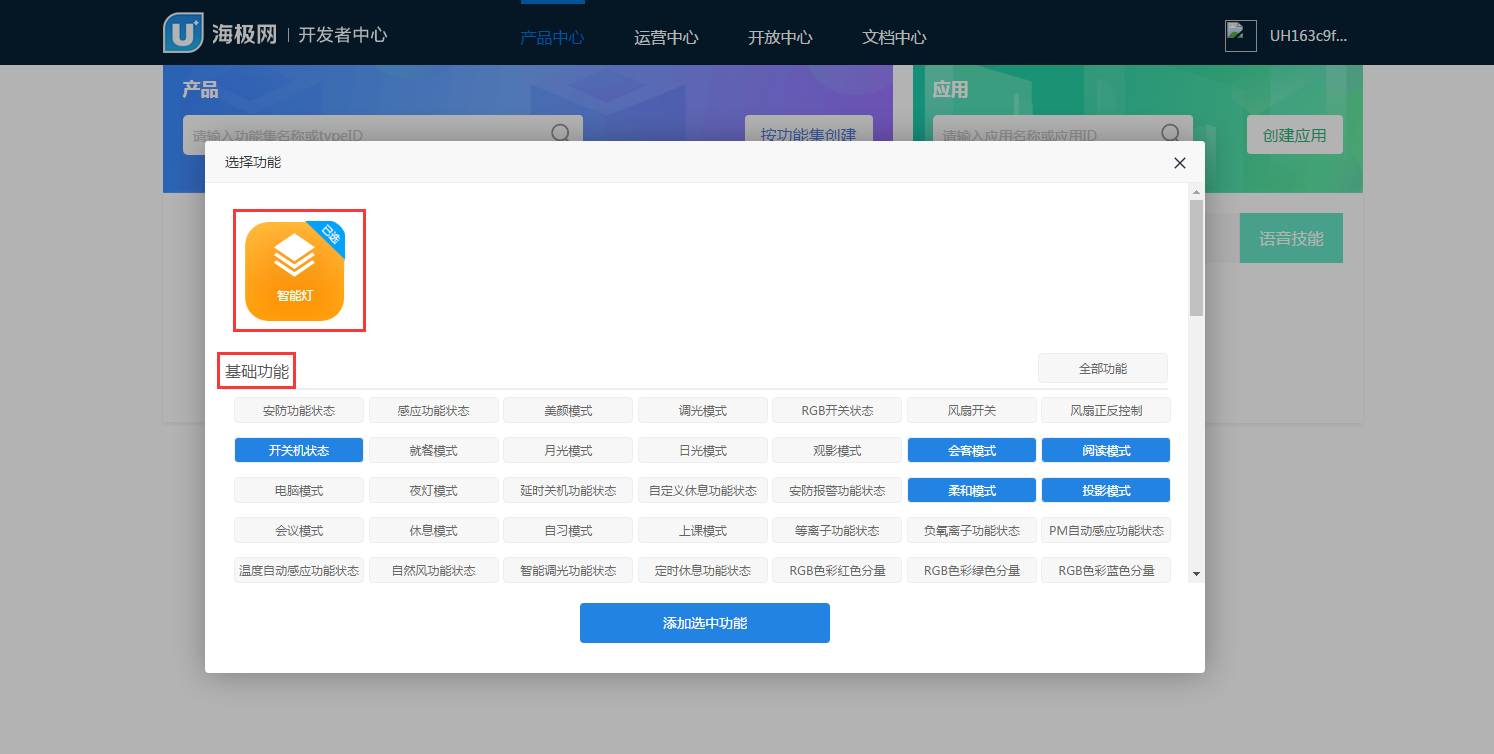 U+ 海极网 | 开发者中心 产品中心 运营中心 开放中心 文档中心 UH163c9f...
产品
请输入功能集名称或typeID 按功能集创建
应用
请输入应用名称或应用ID 创建应用
语音技能
选择功能
已选
智能灯
基础功能 全部功能
安防功能状态 感应功能状态 美颜模式 调光模式 RGB开关状态 风扇开关 风扇正反控制
开关机状态 就餐模式 月光模式 日光模式 观影模式 会客模式 阅读模式
电脑模式 夜灯模式 延时关机功能状态 自定义休息功能状态 安防报警功能状态 柔和模式 投影模式
会议模式 休息模式 自习模式 上课模式 等离子功能状态 负氧离子功能状态 PM自动感应功能状态
温度自动感应功能状态 自然风功能状态 智能调光功能状态 定时休息功能状态 RGB色彩红色分量 RGB色彩绿色分量 RGB色彩蓝色分量
添加选中功能